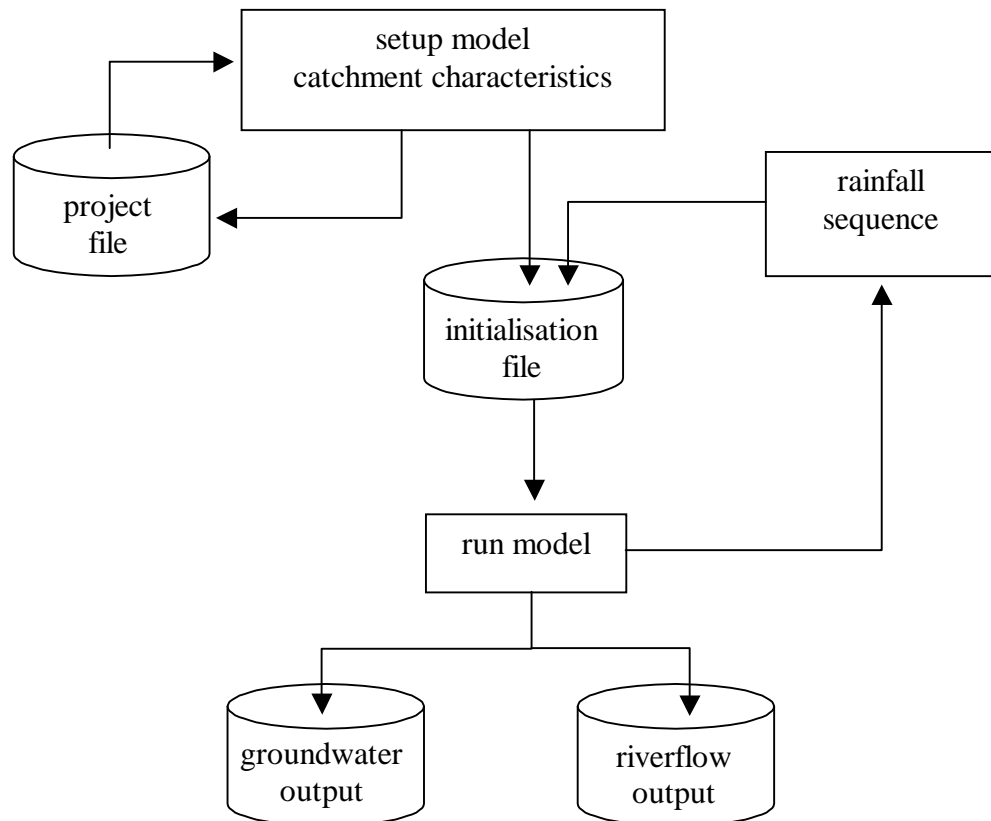 setup model
catchment characteristics
project
file
rainfall
sequence
initialisation
file
run model
groundwater
output
riverflow
output